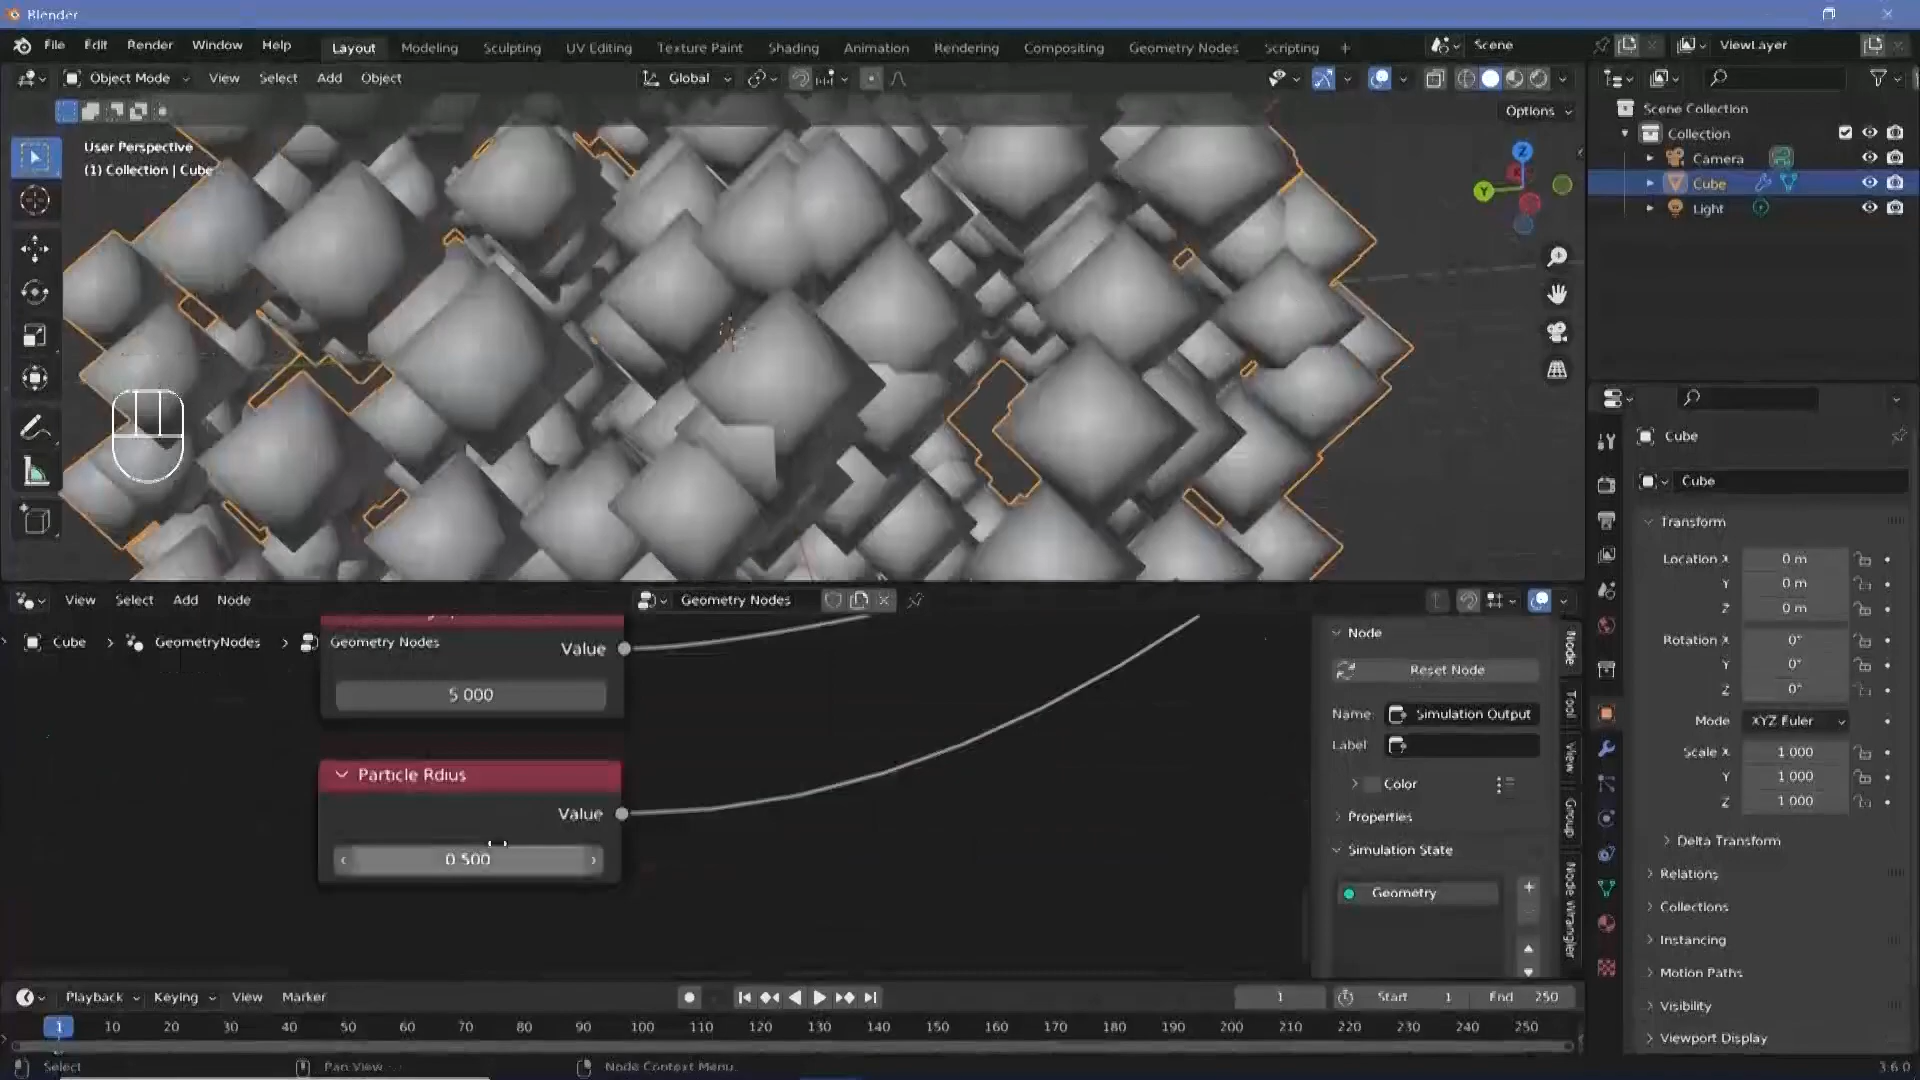 Blender
File Edit Render Window Help Layout Modeling Sculpting UV Editing Texture Paint Shading Animation Rendering Compositing Geometry Nodes Scripting + Scene ViewLayer
Object Mode View Select Add Object Global
Options
User Perspective
(1) Collection | Cube
Z
Y
X
Scene Collection
Collection
Camera
Cube
Light
Cube
Cube
Transform
Location X 0 m
Y 0 m
Z 0 m
Rotation X 0°
Y 0°
Z 0°
Mode XYZ Euler
Scale X 1 000
Y 1 000
Z 1 000
Delta Transform
Relations
Collections
Instancing
Motion Paths
Visibility
Viewport Display
View Select Add Node Geometry Nodes
Cube > GeometryNodes > Geometry Nodes
Value
5 000
Particle Rdius
Value
0 500
Node
Reset Node
Name: Simulation Output
Label:
Color
Properties
Simulation State
Geometry
Node
Tool
View
Group
Node Wrangler
Playback Keying View Marker 1 Start 1 End 250
1 10 20 30 40 50 60 70 80 90 100 110 120 130 140 150 160 170 180 190 200 210 220 230 240 250
Select Pan View Node Context Menu 3.6.0